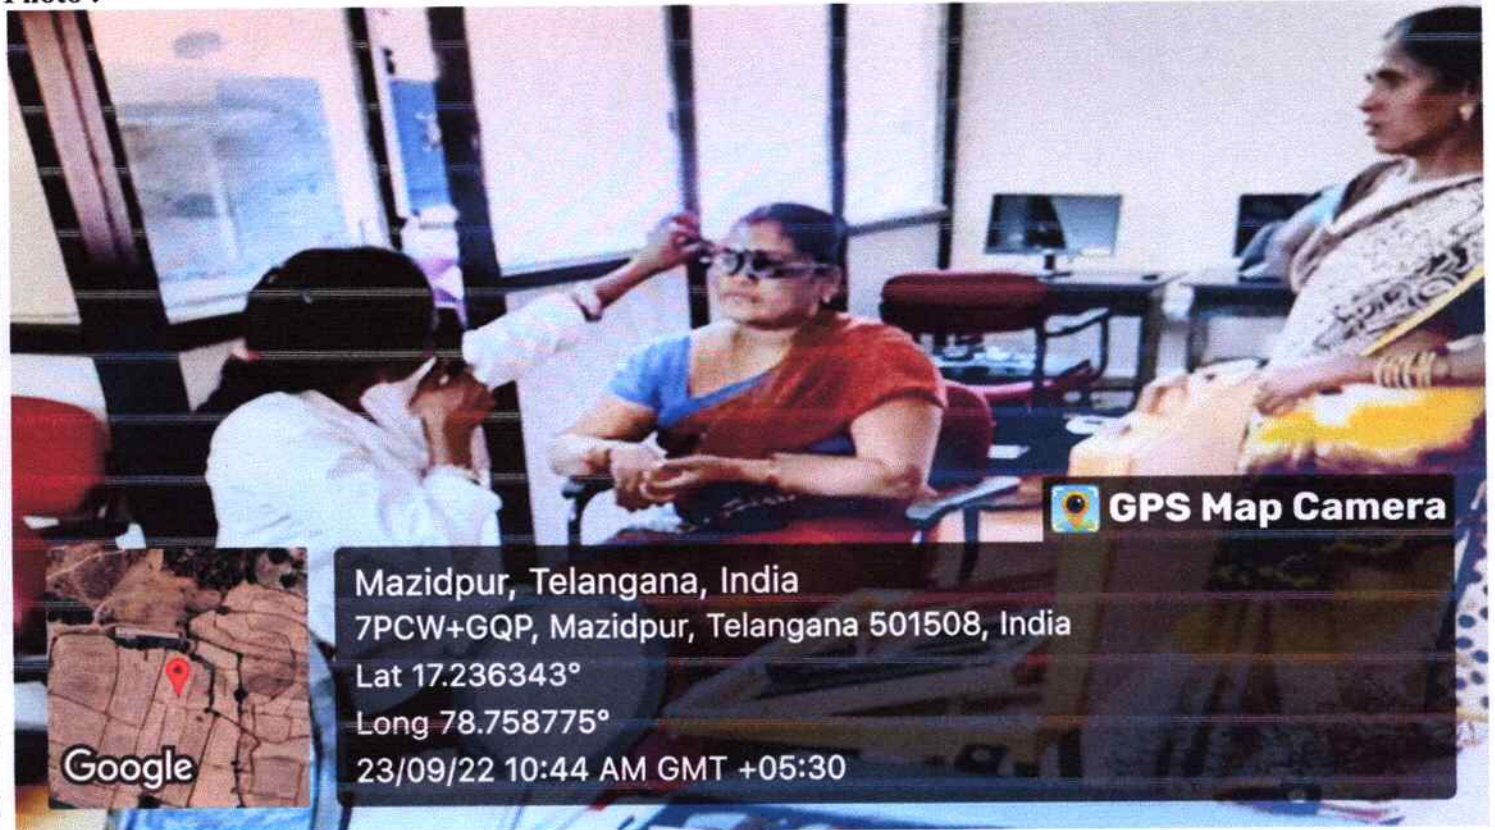 Photo :
GPS Map Camera
Mazidpur, Telangana, India
7PCW+GQP, Mazidpur, Telangana 501508, India
Lat 17.236343°
Long 78.758775°
23/09/22 10:44 AM GMT +05:30
Google